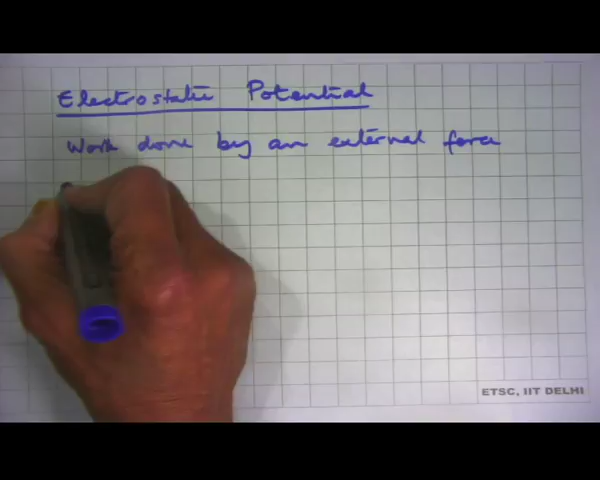 Electrostatic Potential
Work done by an external force
ETSC, IIT DELHI